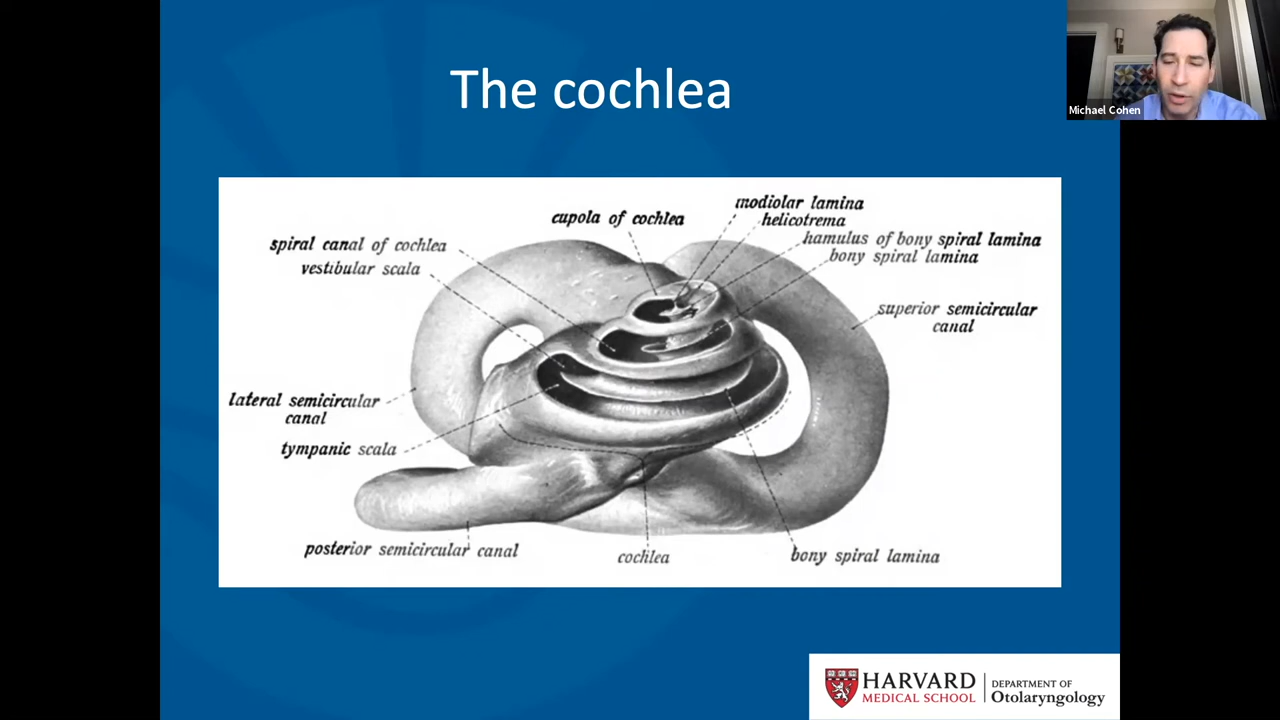 The cochlea
Michael Cohen
modiolar lamina
cupola of cochlea
helicotrema
spiral canal of cochlea
hamulus of bony spiral lamina
vestibular scala
bony spiral lamina
superior semicircular
canal
lateral semicircular
canal
tympanic scala
posterior semicircular canal
cochlea
bony spiral lamina
HARVARD
MEDICAL SCHOOL
DEPARTMENT OF
Otolaryngology